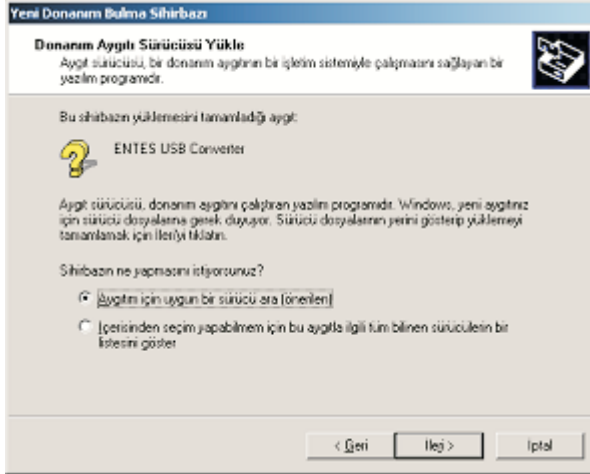 Yeni Donanım Bulma Sihirbazı
Donanım Aygıtı Sürücüsü Yükle
Aygıt sürücüsü, bir donanım aygıtının bir işletim sistemiyle çalışmasını sağlayan bir
yazılım programıdır.
Bu sihirbazın yüklemesini tamamladığı aygıt:
ENTES USB Converter
Aygıt sürücüsü, donanım aygıtını çalıştıran yazılım programıdır. Windows, yeni aygıtınız
için sürücü dosyalarına gerek duyuyor. Sürücü dosyalarının yerini gösterip yüklemeyi
tamamlamak için İleri'yi tıklatın.
Sihirbazın ne yapmasını istiyorsunuz?
Aygıtım için uygun bir sürücü ara (önerilen)
İçerisinden seçim yapabilmem için bu aygıtla ilgili tüm bilinen sürücülerin bir
listesini göster
< Geri
İleri >
İptal